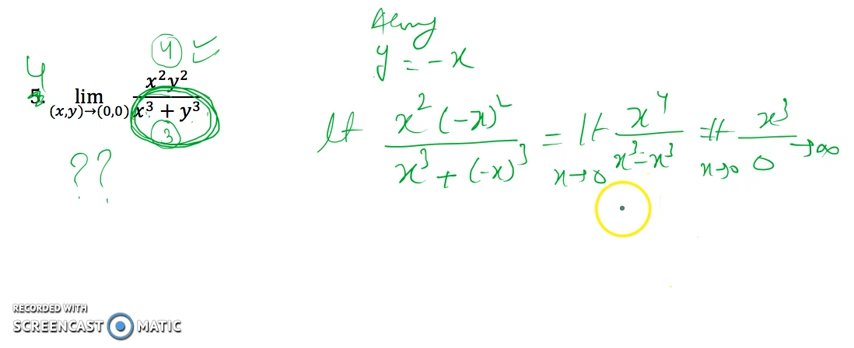 4
4
5. lim (x,y)→(0,0) x²y² / x³ + y³
3
??
Along
y = -x
lt x²(-x)² / x³ + (-x)³ = lt x→0 x⁴ / x³-x³ = lt x→0 x³ / 0 → ∞
RECORDED WITH
SCREENCAST O MATIC